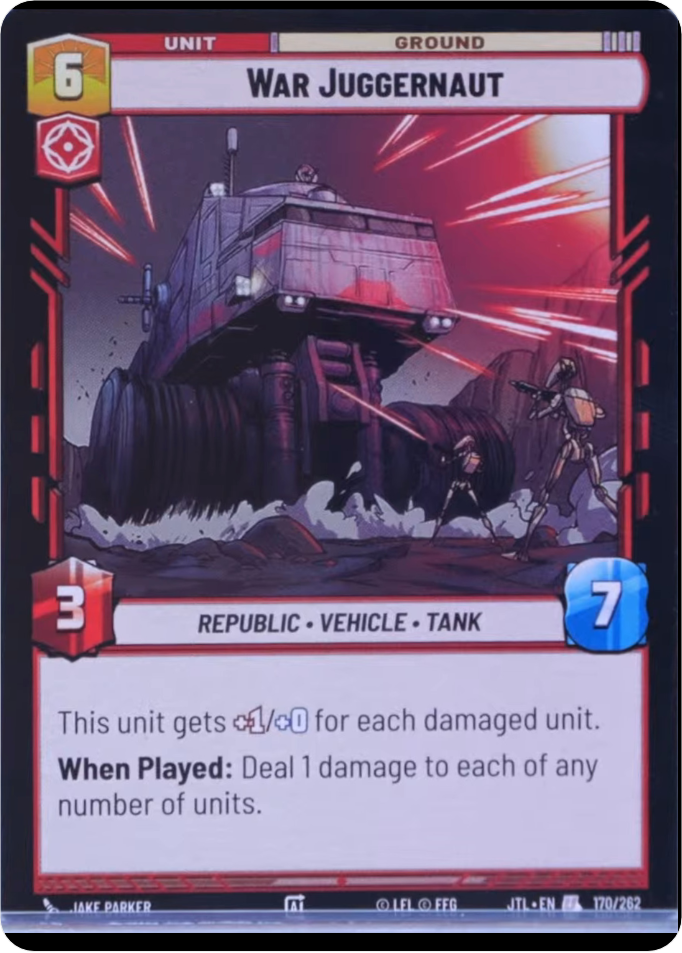 UNIT GROUND
6 WAR JUGGERNAUT
3 REPUBLIC • VEHICLE • TANK 7
This unit gets +1/+0 for each damaged unit.
When Played: Deal 1 damage to each of any
number of units.
JAKE PARKER © LFL © FFG JTL • EN 170/262